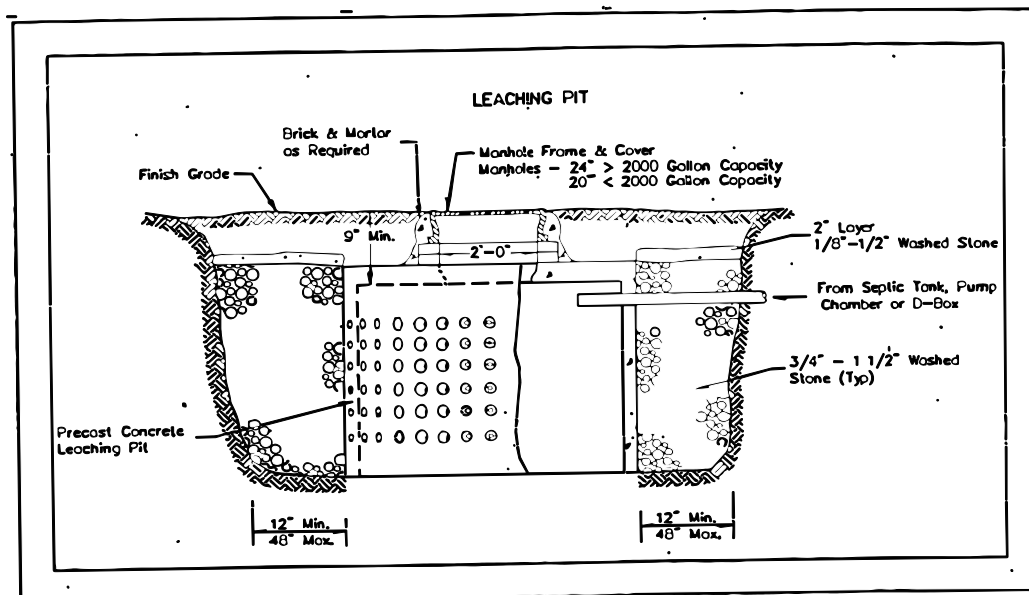 LEACHING PIT
Brick & Mortar
as Required
Manhole Frame & Cover
Manholes - 24" > 2000 Gallon Capacity
20" < 2000 Gallon Capacity
Finish Grade
9" Min.
2'-0"
2" Layer
1/8"-1/2" Washed Stone
From Septic Tank, Pump
Chamber or D-Box
3/4" - 1 1/2" Washed
Stone (Typ)
Precast Concrete
Leaching Pit
12" Min.
48" Max.
12" Min.
48" Max.